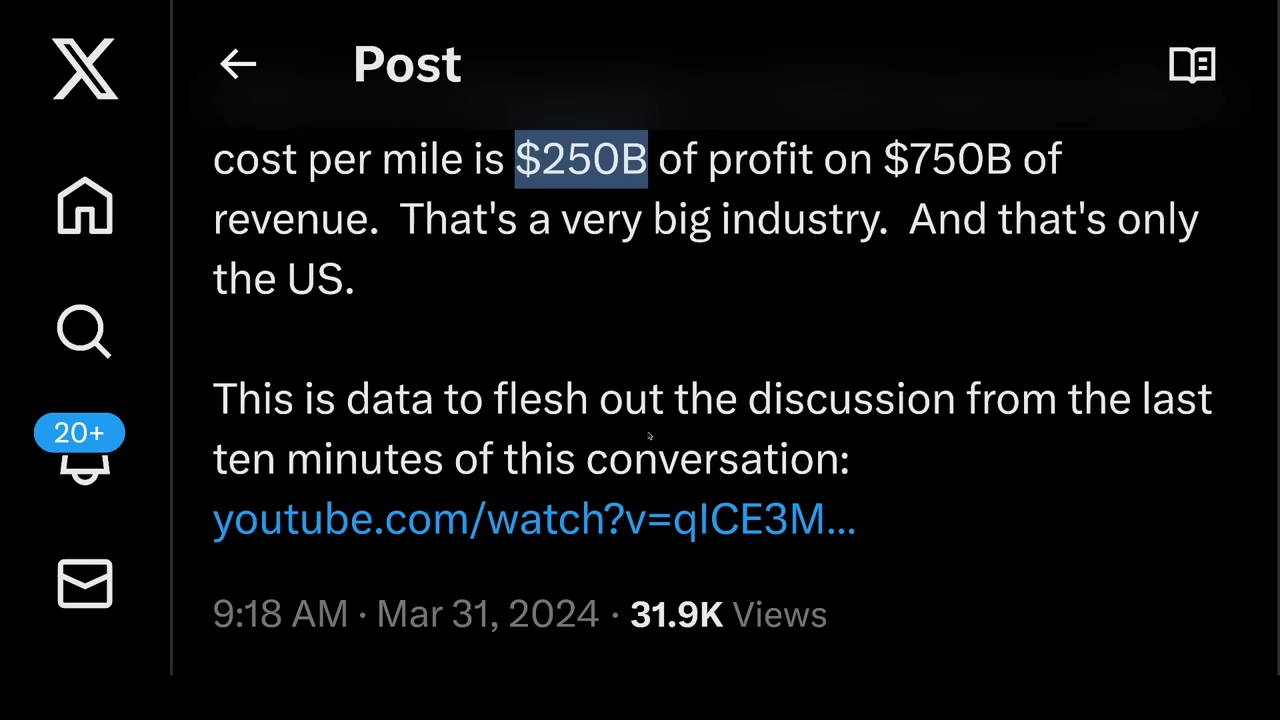 Post
cost per mile is $250B of profit on $750B of
revenue.  That's a very big industry.  And that's only
the US.
This is data to flesh out the discussion from the last
ten minutes of this conversation:
youtube.com/watch?v=qICE3M...
9:18 AM · Mar 31, 2024 · 31.9K Views
20+